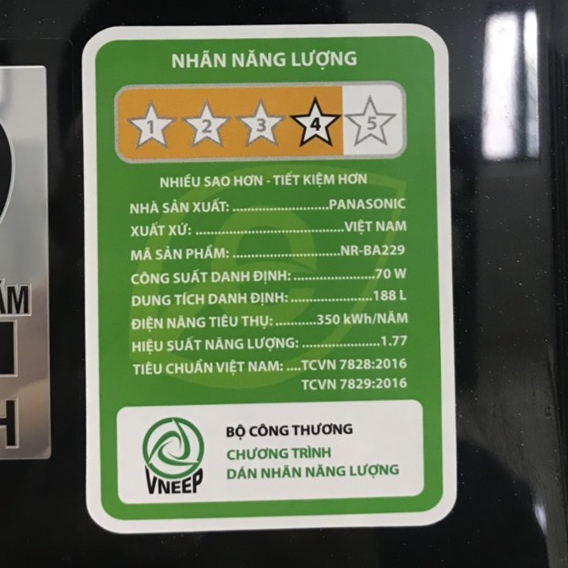 NHÃN NĂNG LƯỢNG
1 2 3 4 5
NHIỀU SAO HƠN - TIẾT KIỆM HƠN
NHÀ SẢN XUẤT: ........................PANASONIC
XUẤT XỨ: .....................................VIỆT NAM
MÃ SẢN PHẨM: ...........................NR-BA229
CÔNG SUẤT DANH ĐỊNH: ....................70 W
DUNG TÍCH DANH ĐỊNH: .....................188 L
ĐIỆN NĂNG TIÊU THỤ: ..........350 kWh/NĂM
HIỆU SUẤT NĂNG LƯỢNG: ....................1.77
TIÊU CHUẨN VIỆT NAM: ....TCVN 7828:2016
TCVN 7829:2016
VNEEP
BỘ CÔNG THƯƠNG
CHƯƠNG TRÌNH
DÁN NHÃN NĂNG LƯỢNG